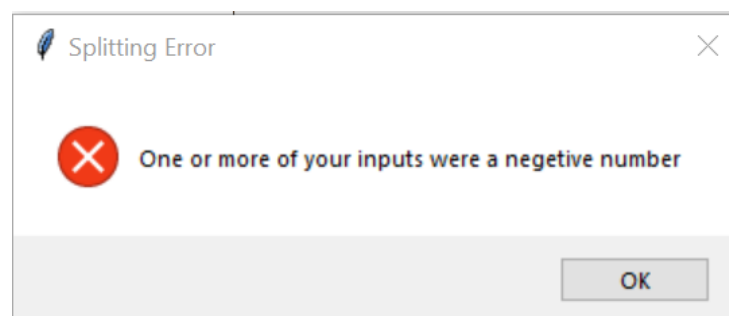 Splitting Error
One or more of your inputs were a negetive number
OK